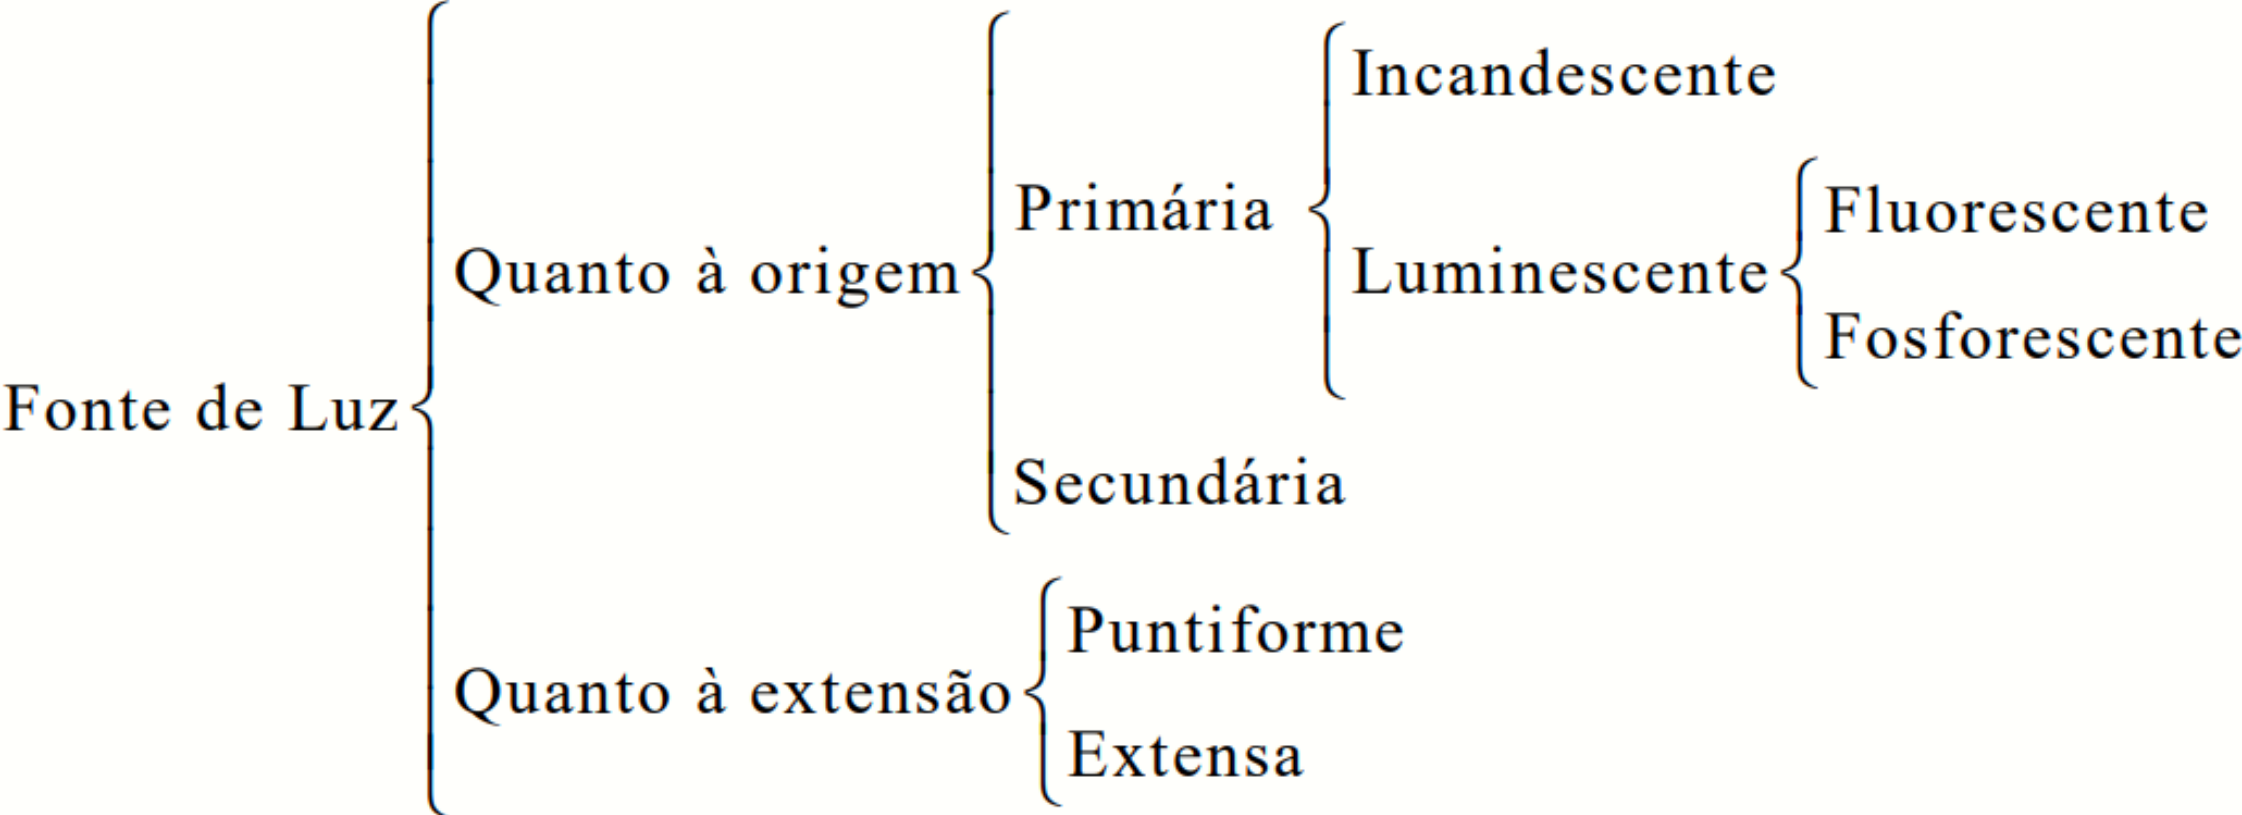 Fonte de Luz
Quanto à origem
Primária
Incandescente
Luminescente
Fluorescente
Fosforescente
Secundária
Quanto à extensão
Puntiforme
Extensa